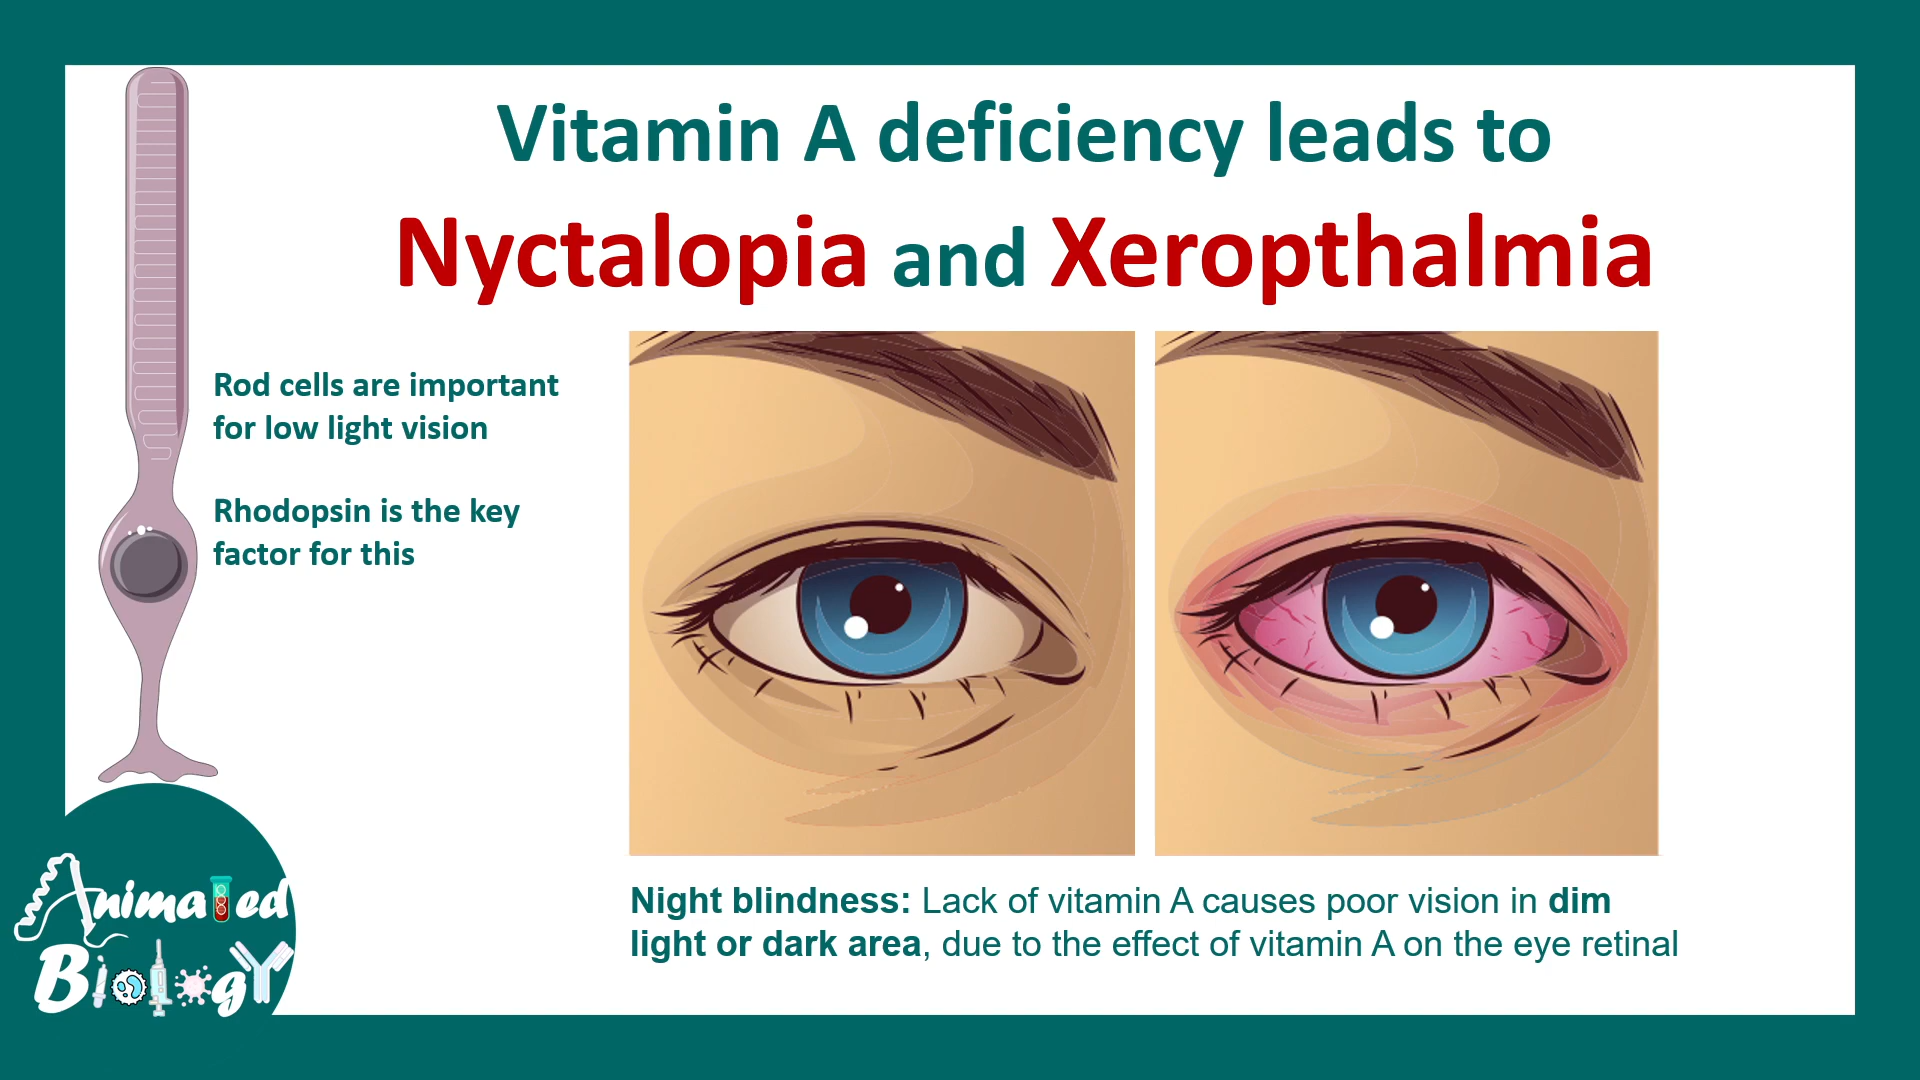 Vitamin A deficiency leads to
Nyctalopia and Xeropthalmia
Rod cells are important
for low light vision
Rhodopsin is the key
factor for this
Night blindness: Lack of vitamin A causes poor vision in dim
light or dark area, due to the effect of vitamin A on the eye retinal
Animated
Biology